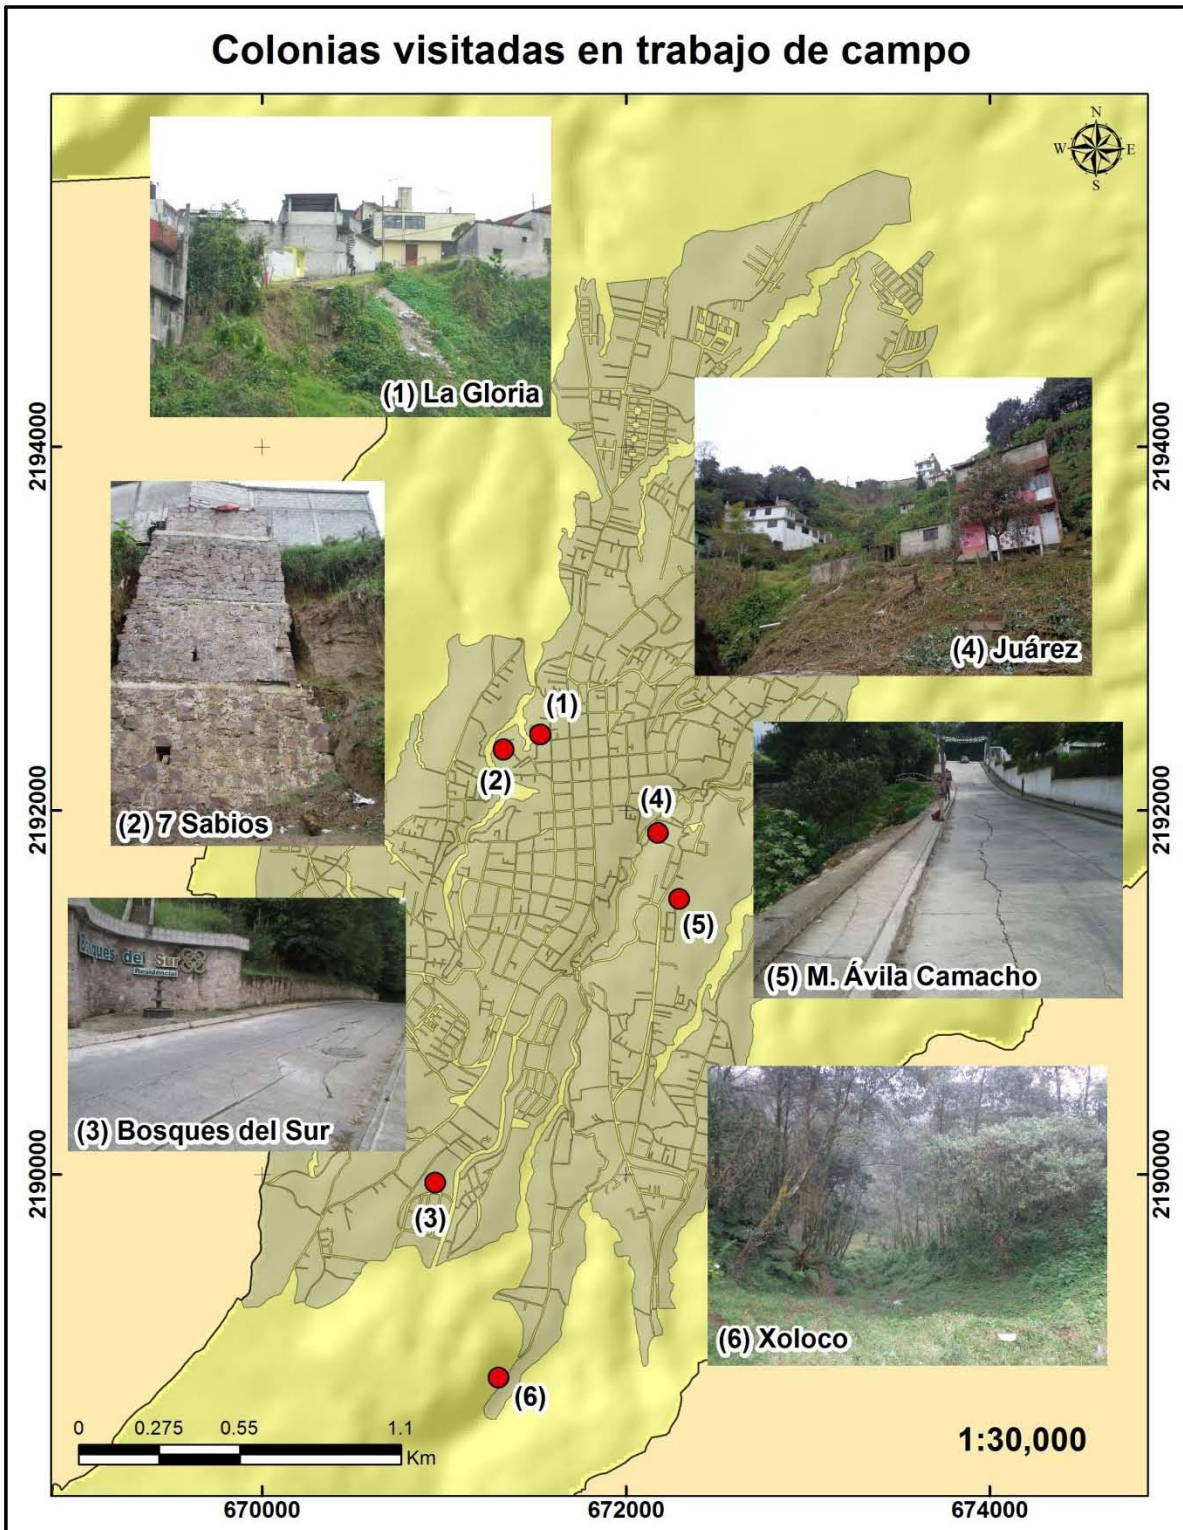 Colonias visitadas en trabajo de campo
N
W E
S
(1) La Gloria
2194000
2194000
(4) Juárez
(1)
(2)
(2) 7 Sabios
2192000
(4)
2192000
(5)
(5) M. Ávila Camacho
Bosques del Sur
Residencial
(3) Bosques del Sur
2190000
(3)
2190000
(6) Xoloco
(6)
0 0.275 0.55 1.1
Km
1:30,000
670000 672000 674000